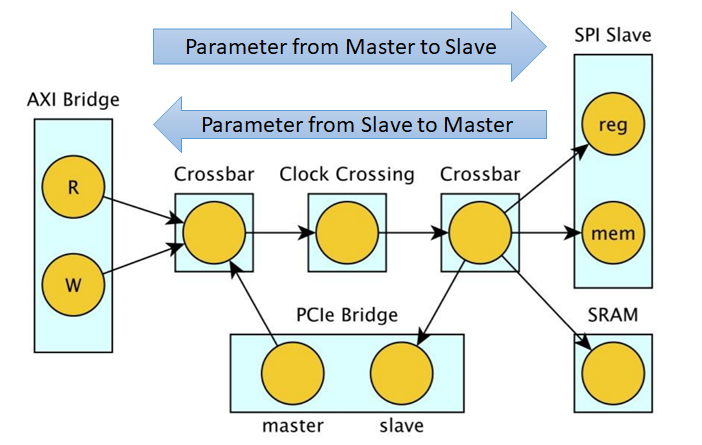 Parameter from Master to Slave
SPI Slave
AXI Bridge
Parameter from Slave to Master
reg
Crossbar
Clock Crossing
Crossbar
R
mem
W
PCIe Bridge
SRAM
master
slave